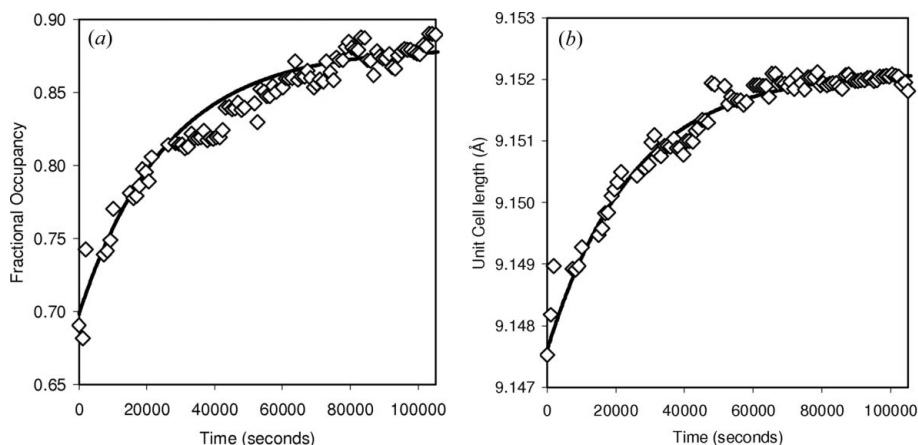 (a)
Fractional Occupancy
0.90
0.85
0.80
0.75
0.70
0.65
0 20000 40000 60000 80000 100000
Time (seconds)
(b)
Unit Cell length (Å)
9.153
9.152
9.151
9.150
9.149
9.148
9.147
0 20000 40000 60000 80000 100000
Time (seconds)